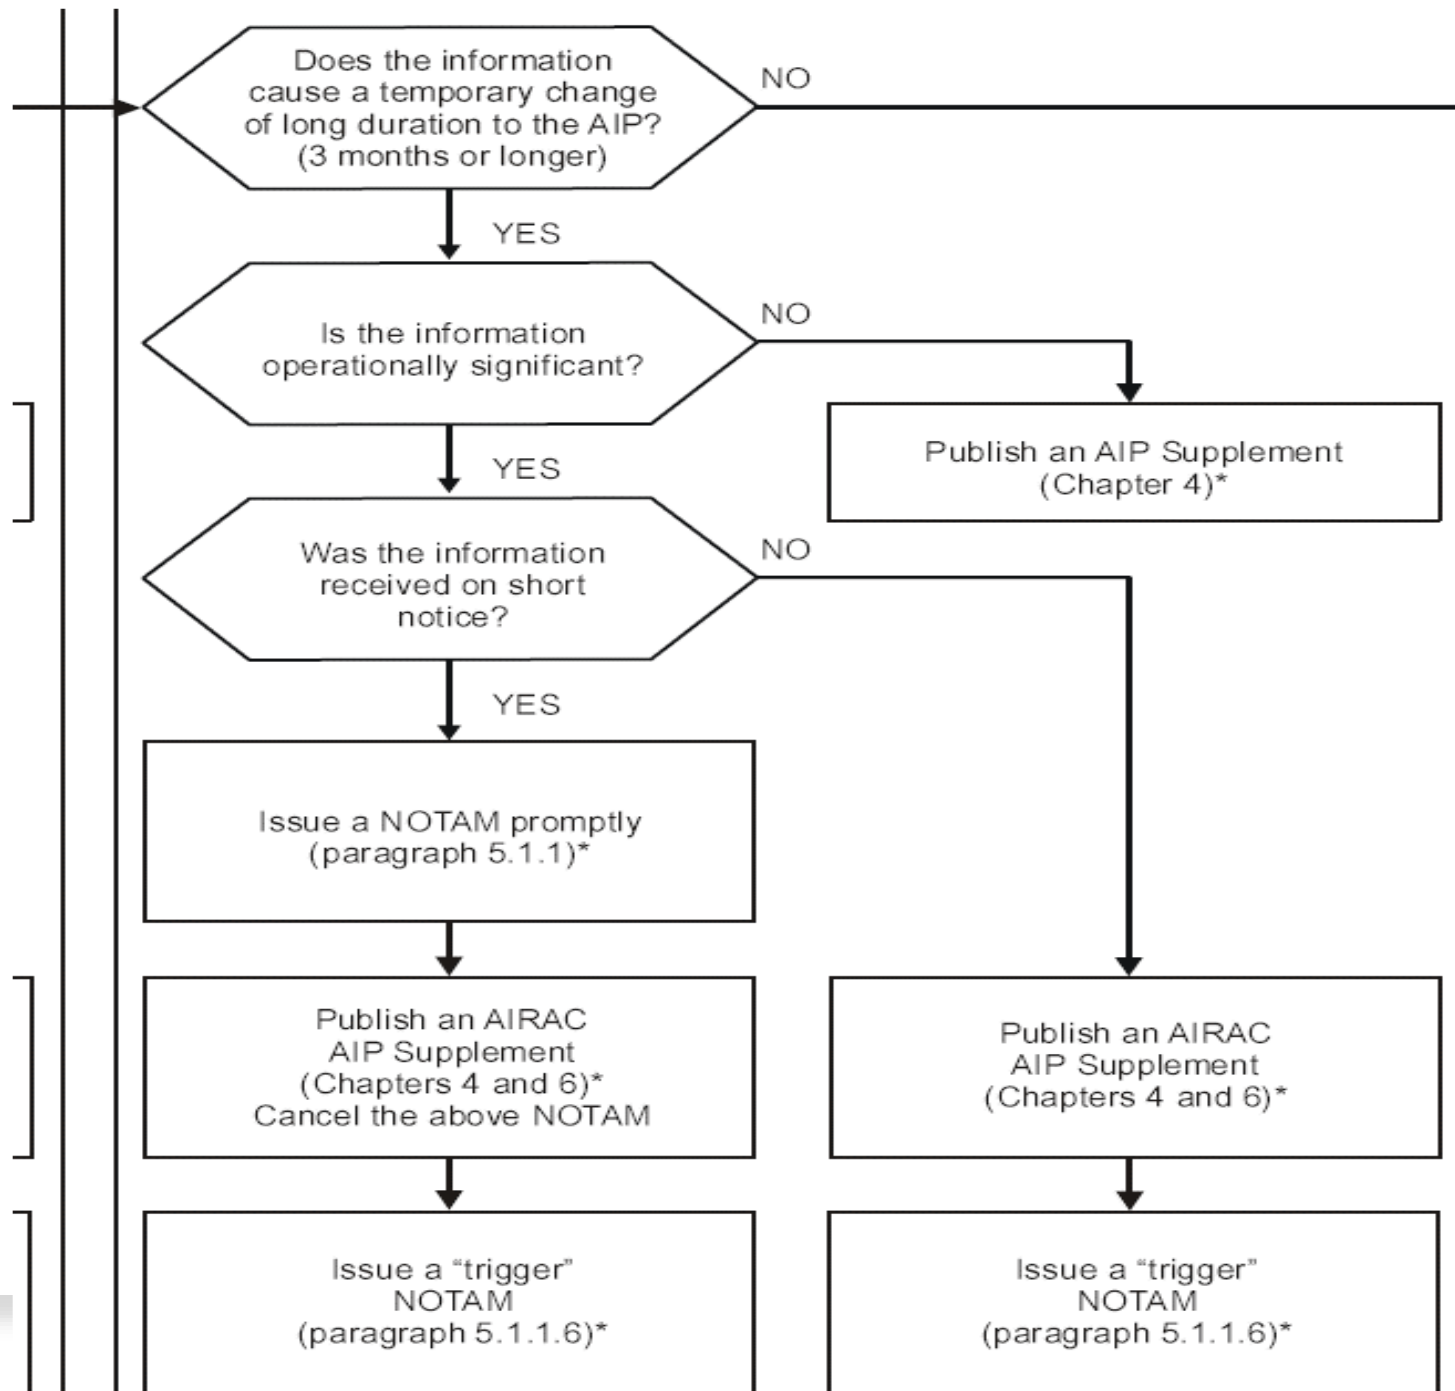 Does the information
cause a temporary change
of long duration to the AIP?
(3 months or longer)
NO
YES
Is the information
operationally significant?
NO
Publish an AIP Supplement
(Chapter 4)*
YES
Was the information
received on short
notice?
NO
YES
Issue a NOTAM promptly
(paragraph 5.1.1)*
Publish an AIRAC
AIP Supplement
(Chapters 4 and 6)*
Cancel the above NOTAM
Publish an AIRAC
AIP Supplement
(Chapters 4 and 6)*
Issue a “trigger”
NOTAM
(paragraph 5.1.1.6)*
Issue a “trigger”
NOTAM
(paragraph 5.1.1.6)*